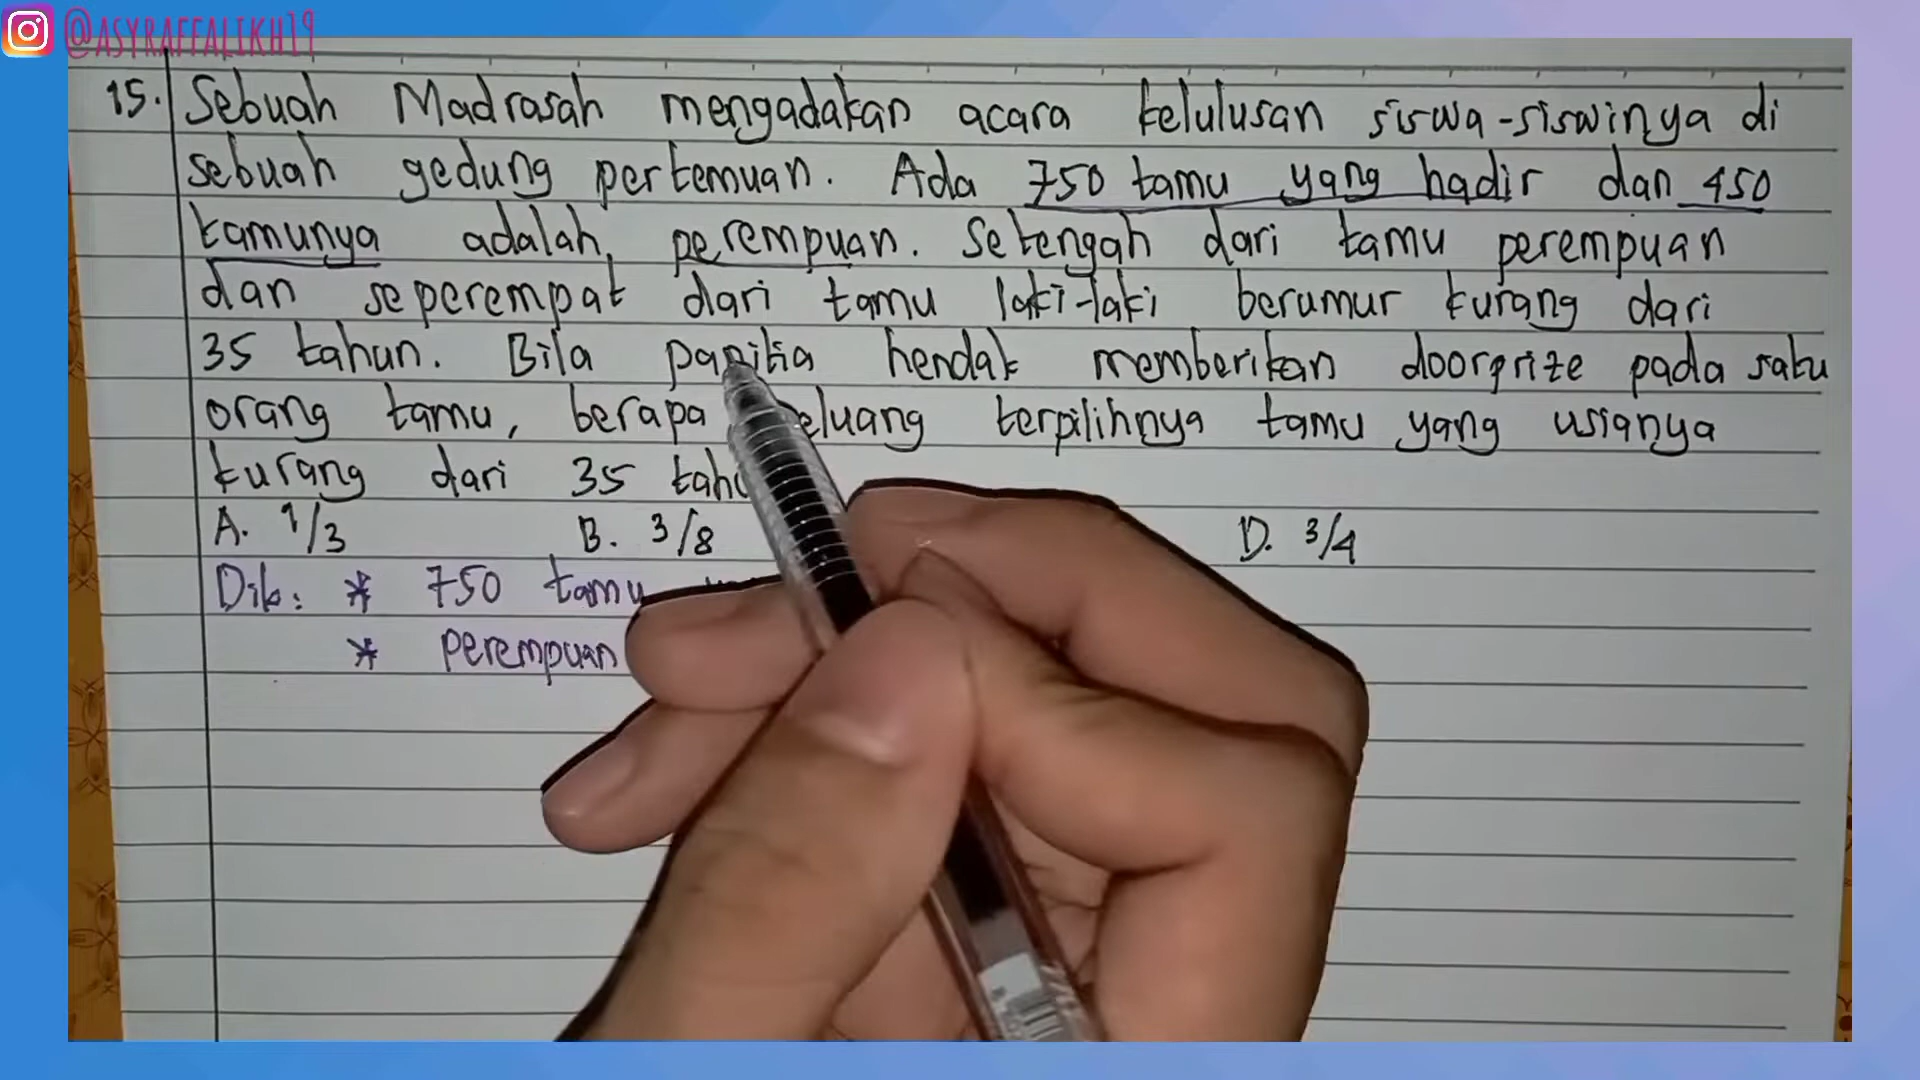 @ASYRAFFALIKH19
15. Sebuah Madrasah mengadakan acara kelulusan siswa-siswinya di
sebuah gedung pertemuan. Ada 750 tamu yang hadir dan 450
tamunya adalah perempuan. Setengah dari tamu perempuan
dan seperempat dari tamu laki-laki berumur kurang dari
35 tahun. Bila panitia hendak memberikan doorprize pada satu
orang tamu, berapa peluang terpilihnya tamu yang usianya
kurang dari 35
A. 1/3 B. 3/8 D. 3/4
Dik: * 750 tamu
* perempuan